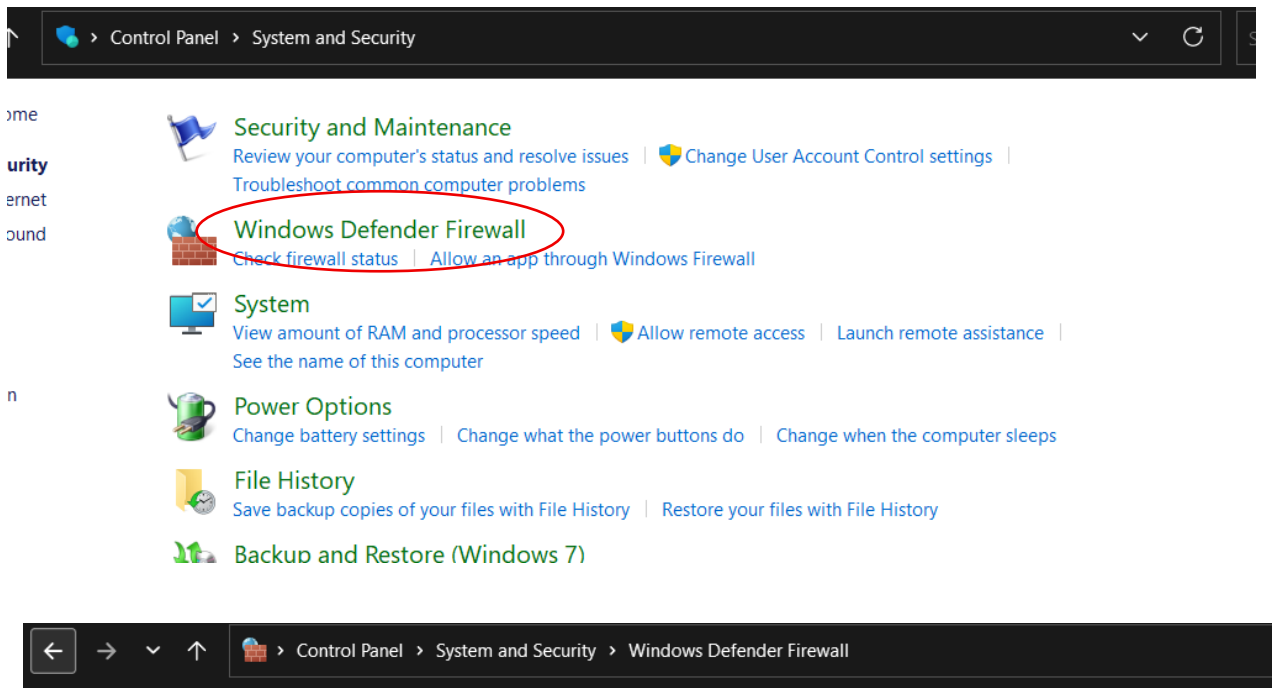 Control Panel > System and Security
ome
Security and Maintenance
urity
Review your computer's status and resolve issues | Change User Account Control settings |
Troubleshoot common computer problems
ernet
Windows Defender Firewall
ound
Check firewall status | Allow an app through Windows Firewall
System
View amount of RAM and processor speed | Allow remote access | Launch remote assistance |
See the name of this computer
n
Power Options
Change battery settings | Change what the power buttons do | Change when the computer sleeps
File History
Save backup copies of your files with File History | Restore your files with File History
Backup and Restore (Windows 7)
Control Panel > System and Security > Windows Defender Firewall